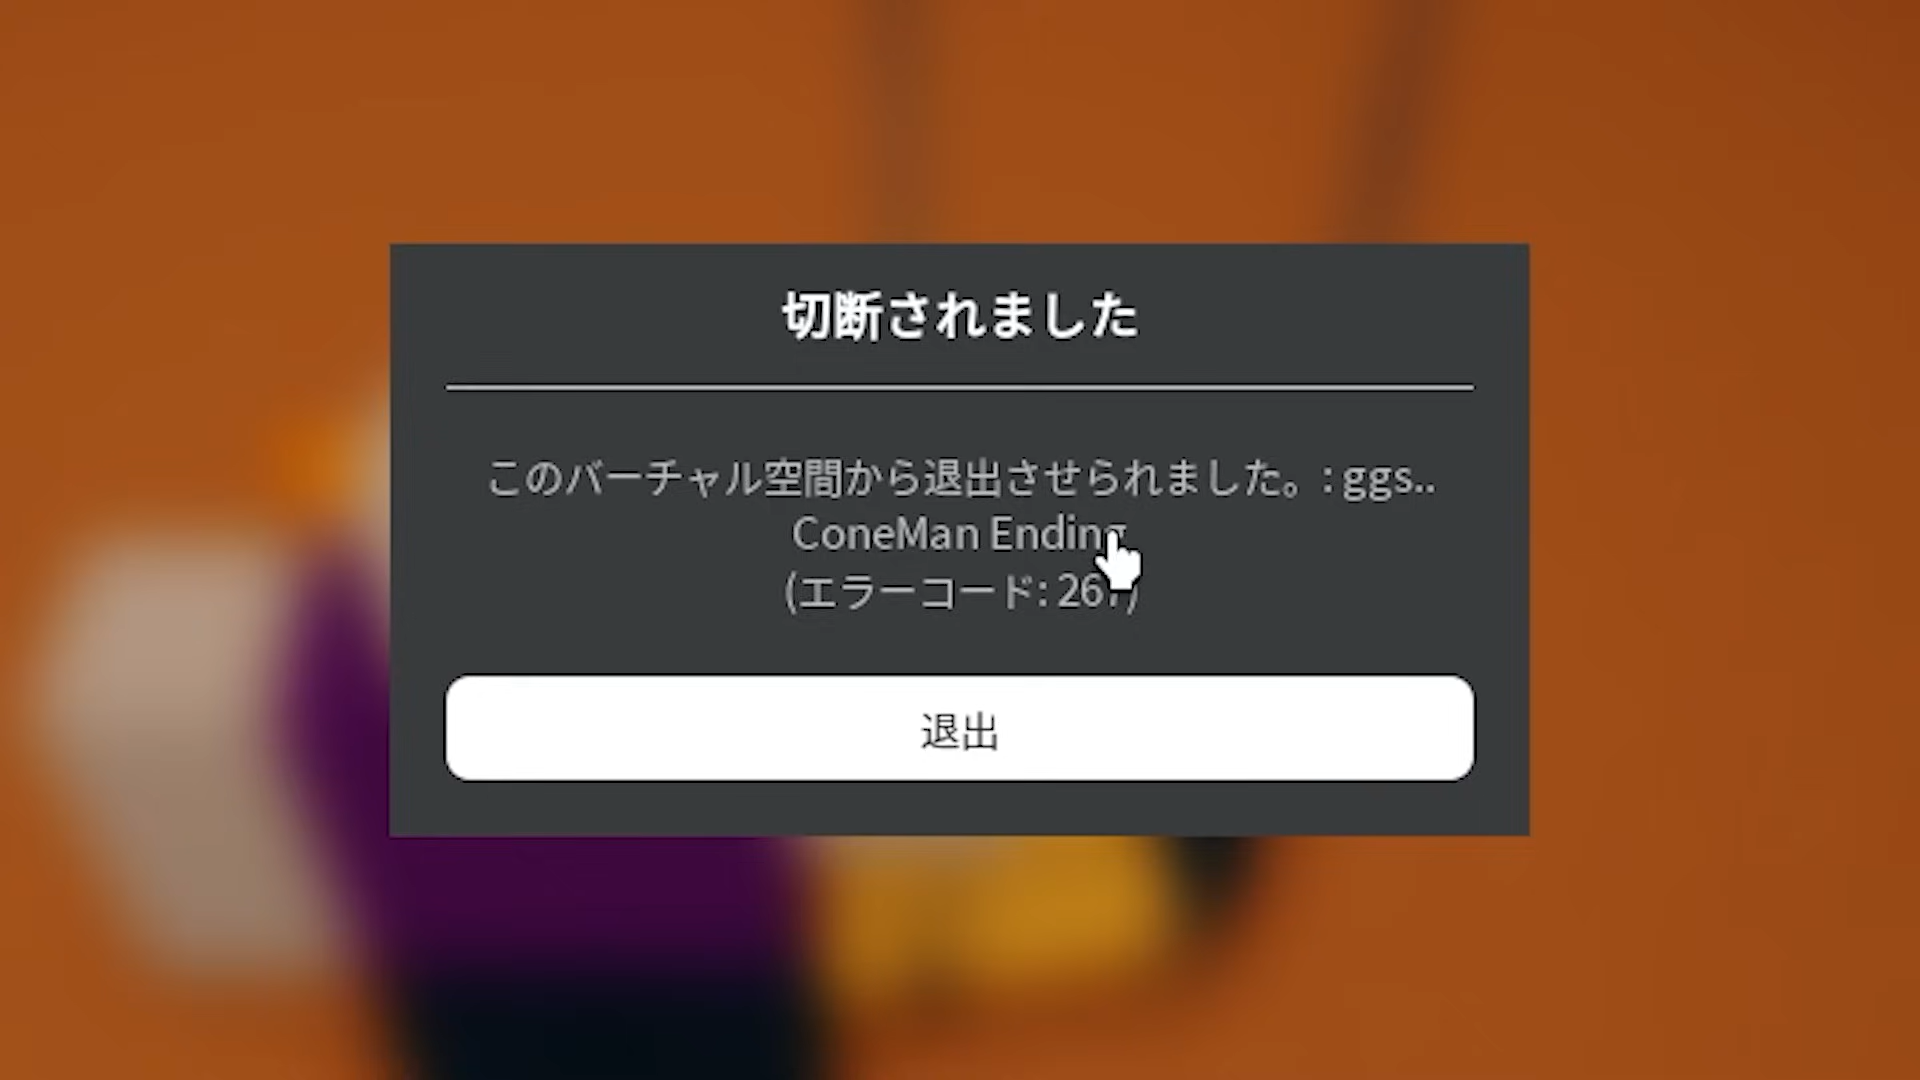 切断されました
このバーチャル空間から退出させられました。: ggs..
ConeMan Ending
(エラーコード: 267)
退出